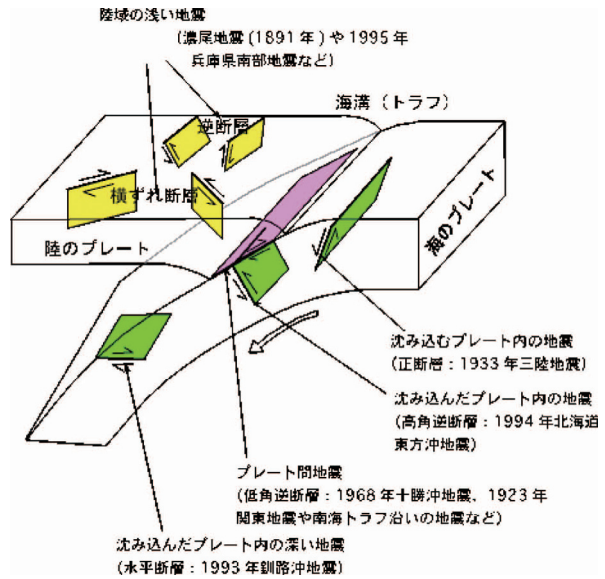 陸域の浅い地震
(濃尾地震(1891年)や1995年
兵庫県南部地震など)
海溝(トラフ)
逆断層
横ずれ断層
陸のプレート
海のプレート
沈み込むプレート内の地震
(正断層:1933年三陸地震)
沈み込んだプレート内の地震
(高角逆断層:1994年北海道
東方沖地震)
プレート間地震
(低角逆断層:1968年十勝沖地震、1923年
関東地震や南海トラフ沿いの地震など)
沈み込んだプレート内の深い地震
(水平断層:1993年釧路沖地震)